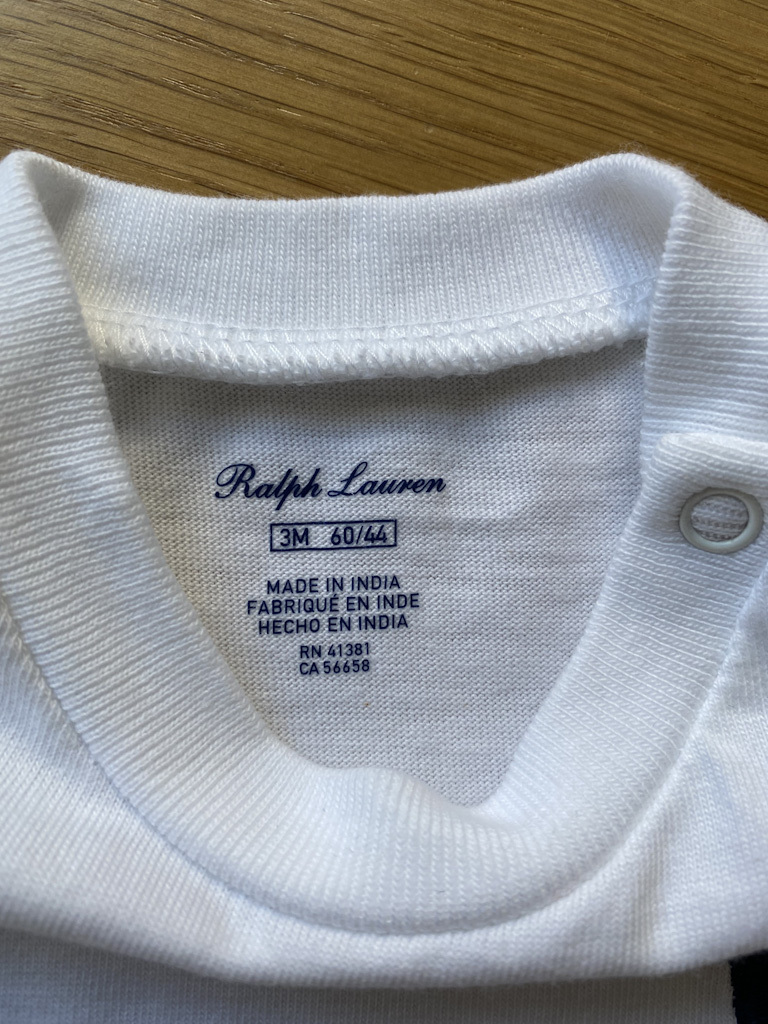 Ralph Lauren
3M 60/44
MADE IN INDIA
FABRIQUÉ EN INDE
HECHO EN INDIA
RN 41381
CA 56658